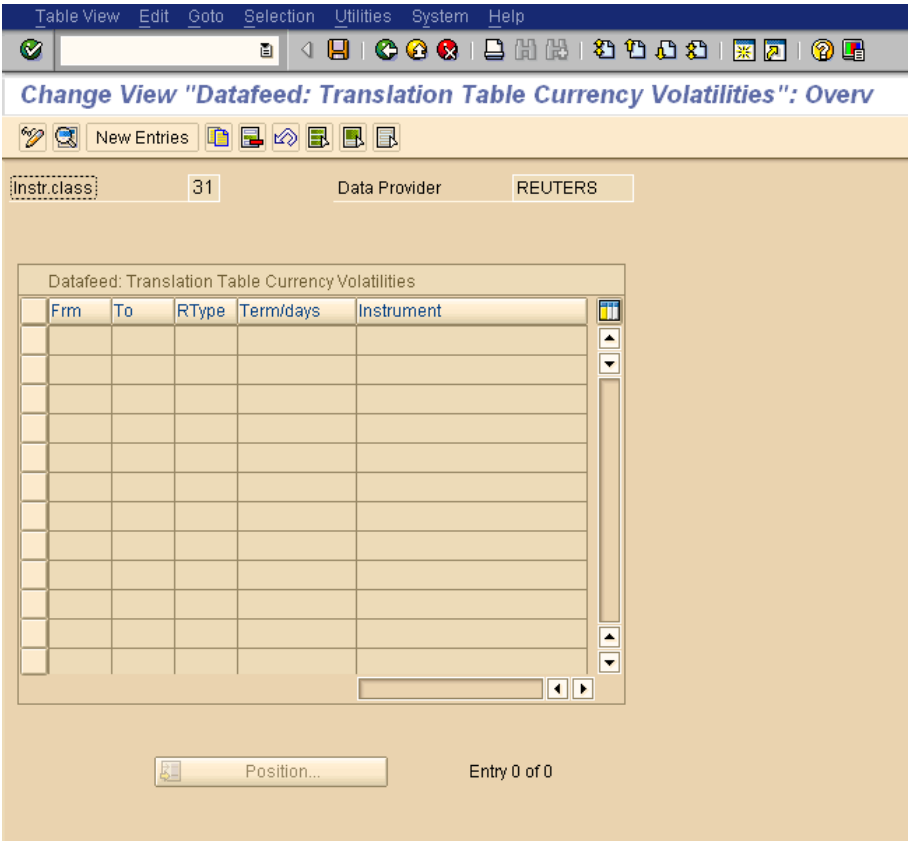 Table View Edit Goto Selection Utilities System Help
Change View "Datafeed: Translation Table Currency Volatilities": Overv
New Entries
Instr.class 31 Data Provider REUTERS
Datafeed: Translation Table Currency Volatilities
Frm To RType Term/days Instrument
Position... Entry 0 of 0